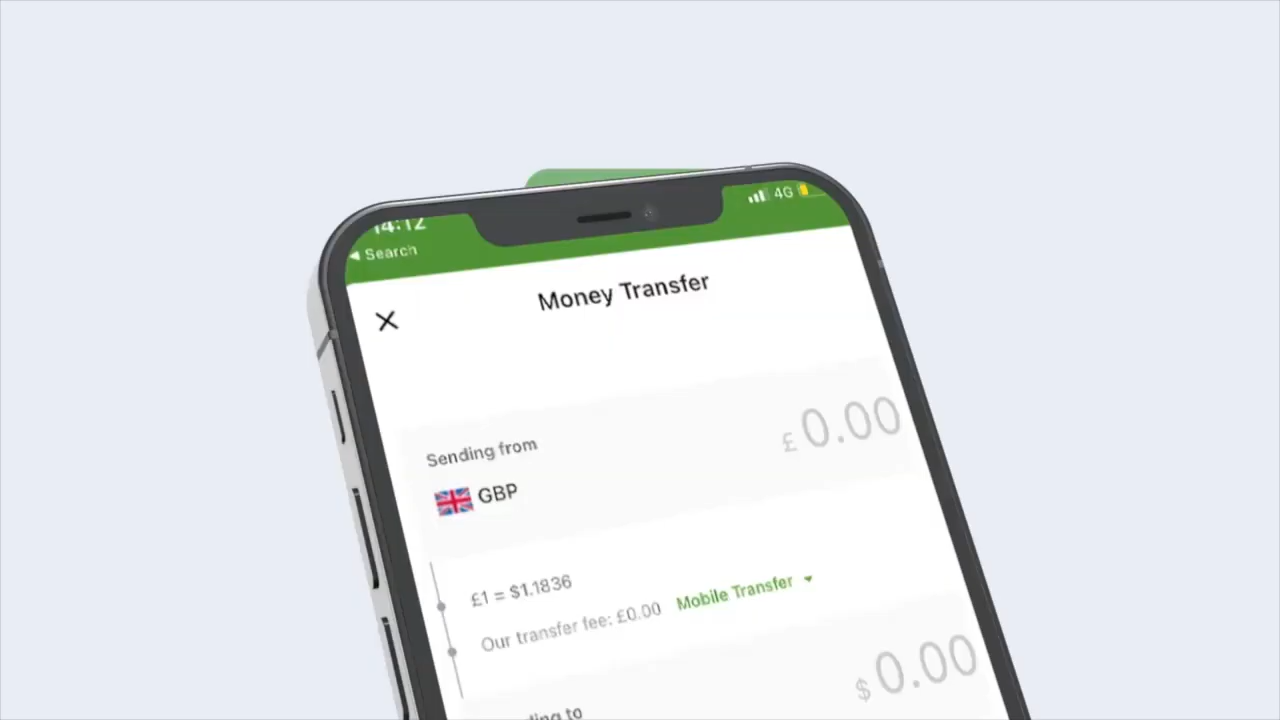 14:12
4G
◀ Search
Money Transfer
Sending from
£ 0.00
GBP
£1 = $1.1836
Our transfer fee: £0.00 Mobile Transfer
$ 0.00
to